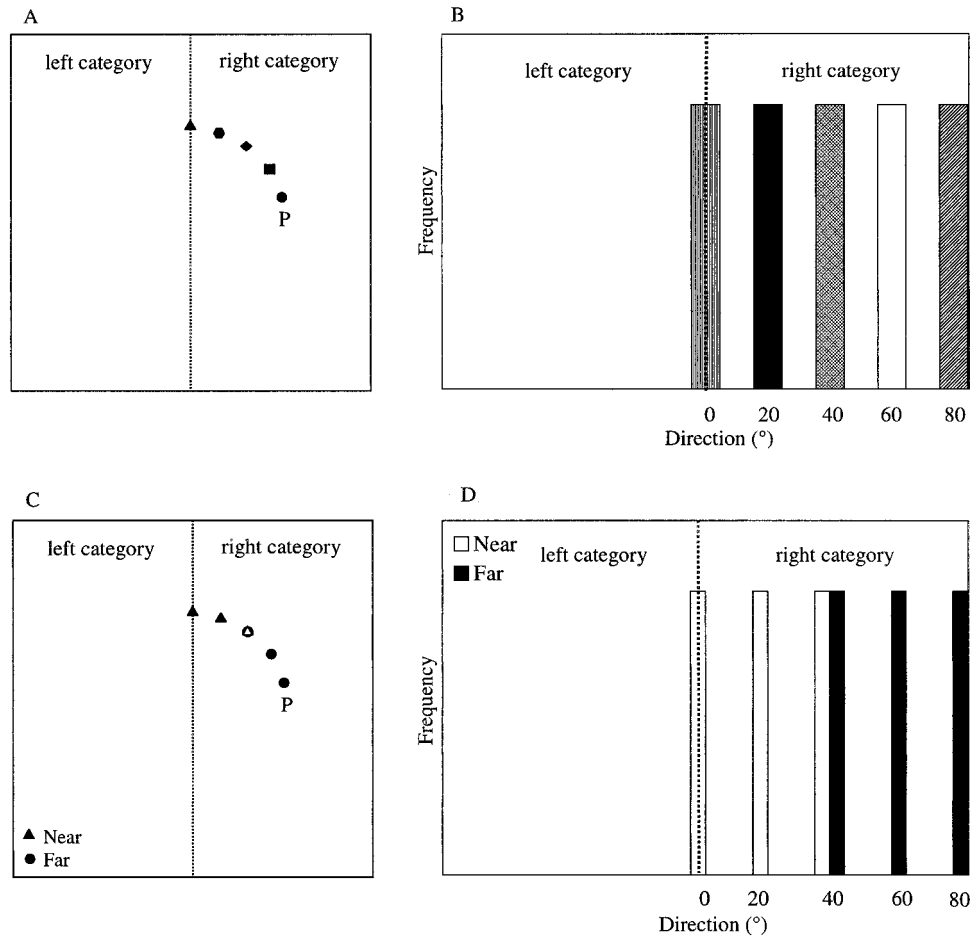 A
left category
right category
P
B
left category
right category
Frequency
0 20 40 60 80
Direction (°)
C
left category
right category
P
Near
Far
D
Near
Far
left category
right category
Frequency
0 20 40 60 80
Direction (°)